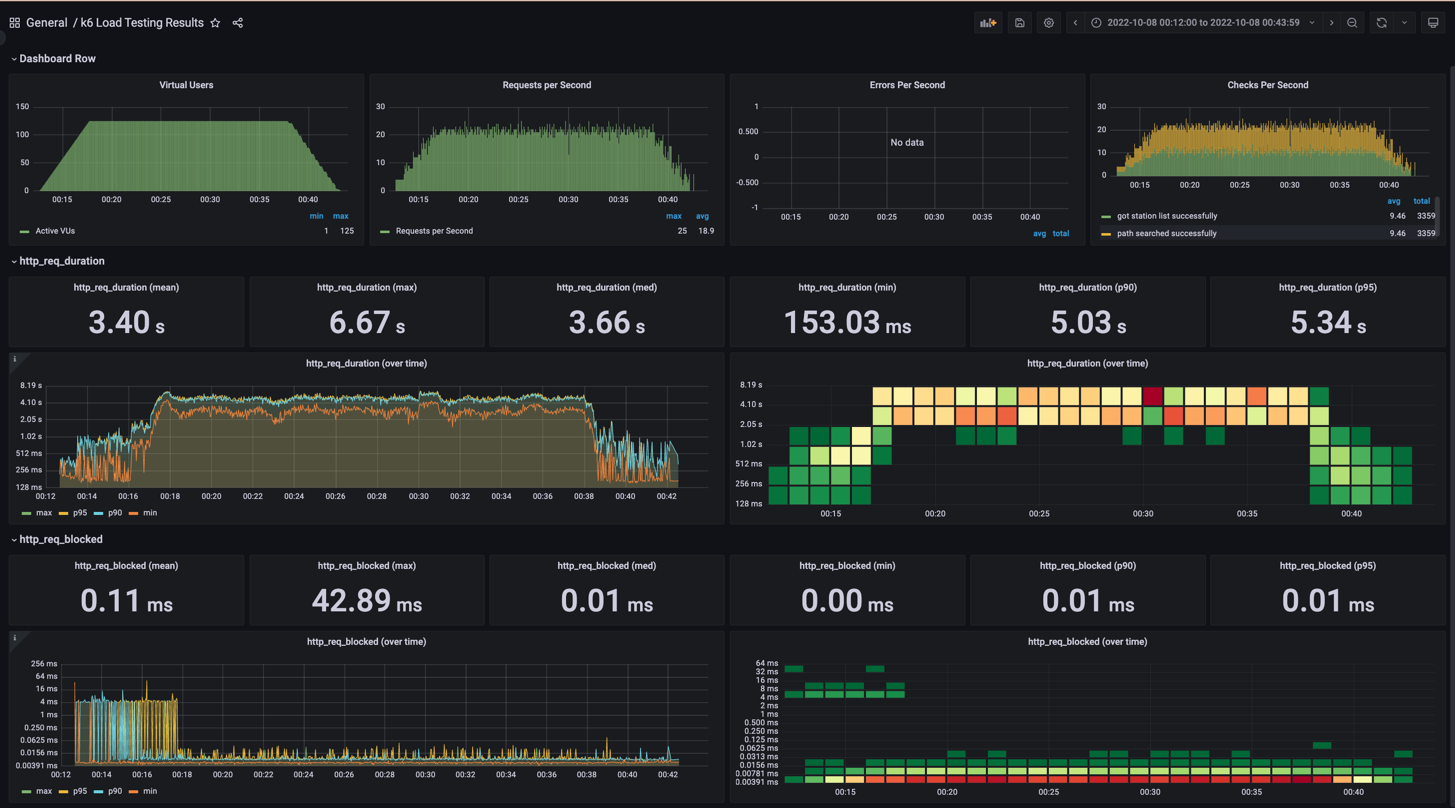 General / k6 Load Testing Results
2022-10-08 00:12:00 to 2022-10-08 00:43:59
Dashboard Row
Virtual Users
150
100
50
0
00:15 00:20 00:25 00:30 00:35 00:40
min max
Active VUs 1 125
Requests per Second
30
20
10
0
00:15 00:20 00:25 00:30 00:35 00:40
max avg
Requests per Second 25 18.9
Errors Per Second
1
0.500
0
-0.500
-1
No data
00:15 00:20 00:25 00:30 00:35 00:40
avg total
Checks Per Second
30
20
10
0
00:15 00:20 00:25 00:30 00:35 00:40
avg total
got station list successfully 9.46 3359
path searched successfully 9.46 3359
http_req_duration
http_req_duration (mean)
3.40 s
http_req_duration (max)
6.67 s
http_req_duration (med)
3.66 s
http_req_duration (min)
153.03 ms
http_req_duration (p90)
5.03 s
http_req_duration (p95)
5.34 s
i
http_req_duration (over time)
8.19 s
4.10 s
2.05 s
1.02 s
512 ms
256 ms
128 ms
00:12 00:14 00:16 00:18 00:20 00:22 00:24 00:26 00:28 00:30 00:32 00:34 00:36 00:38 00:40 00:42
max p95 p90 min
http_req_duration (over time)
8.19 s
4.10 s
2.05 s
1.02 s
512 ms
256 ms
128 ms
00:15 00:20 00:25 00:30 00:35 00:40
http_req_blocked
http_req_blocked (mean)
0.11 ms
http_req_blocked (max)
42.89 ms
http_req_blocked (med)
0.01 ms
http_req_blocked (min)
0.00 ms
http_req_blocked (p90)
0.01 ms
http_req_blocked (p95)
0.01 ms
i
http_req_blocked (over time)
256 ms
64 ms
16 ms
4 ms
1 ms
0.250 ms
0.0625 ms
0.0156 ms
0.00391 ms
00:12 00:14 00:16 00:18 00:20 00:22 00:24 00:26 00:28 00:30 00:32 00:34 00:36 00:38 00:40 00:42
max p95 p90 min
http_req_blocked (over time)
64 ms
32 ms
16 ms
8 ms
4 ms
2 ms
1 ms
0.500 ms
0.250 ms
0.125 ms
0.0625 ms
0.0313 ms
0.0156 ms
0.00781 ms
0.00391 ms
00:15 00:20 00:25 00:30 00:35 00:40